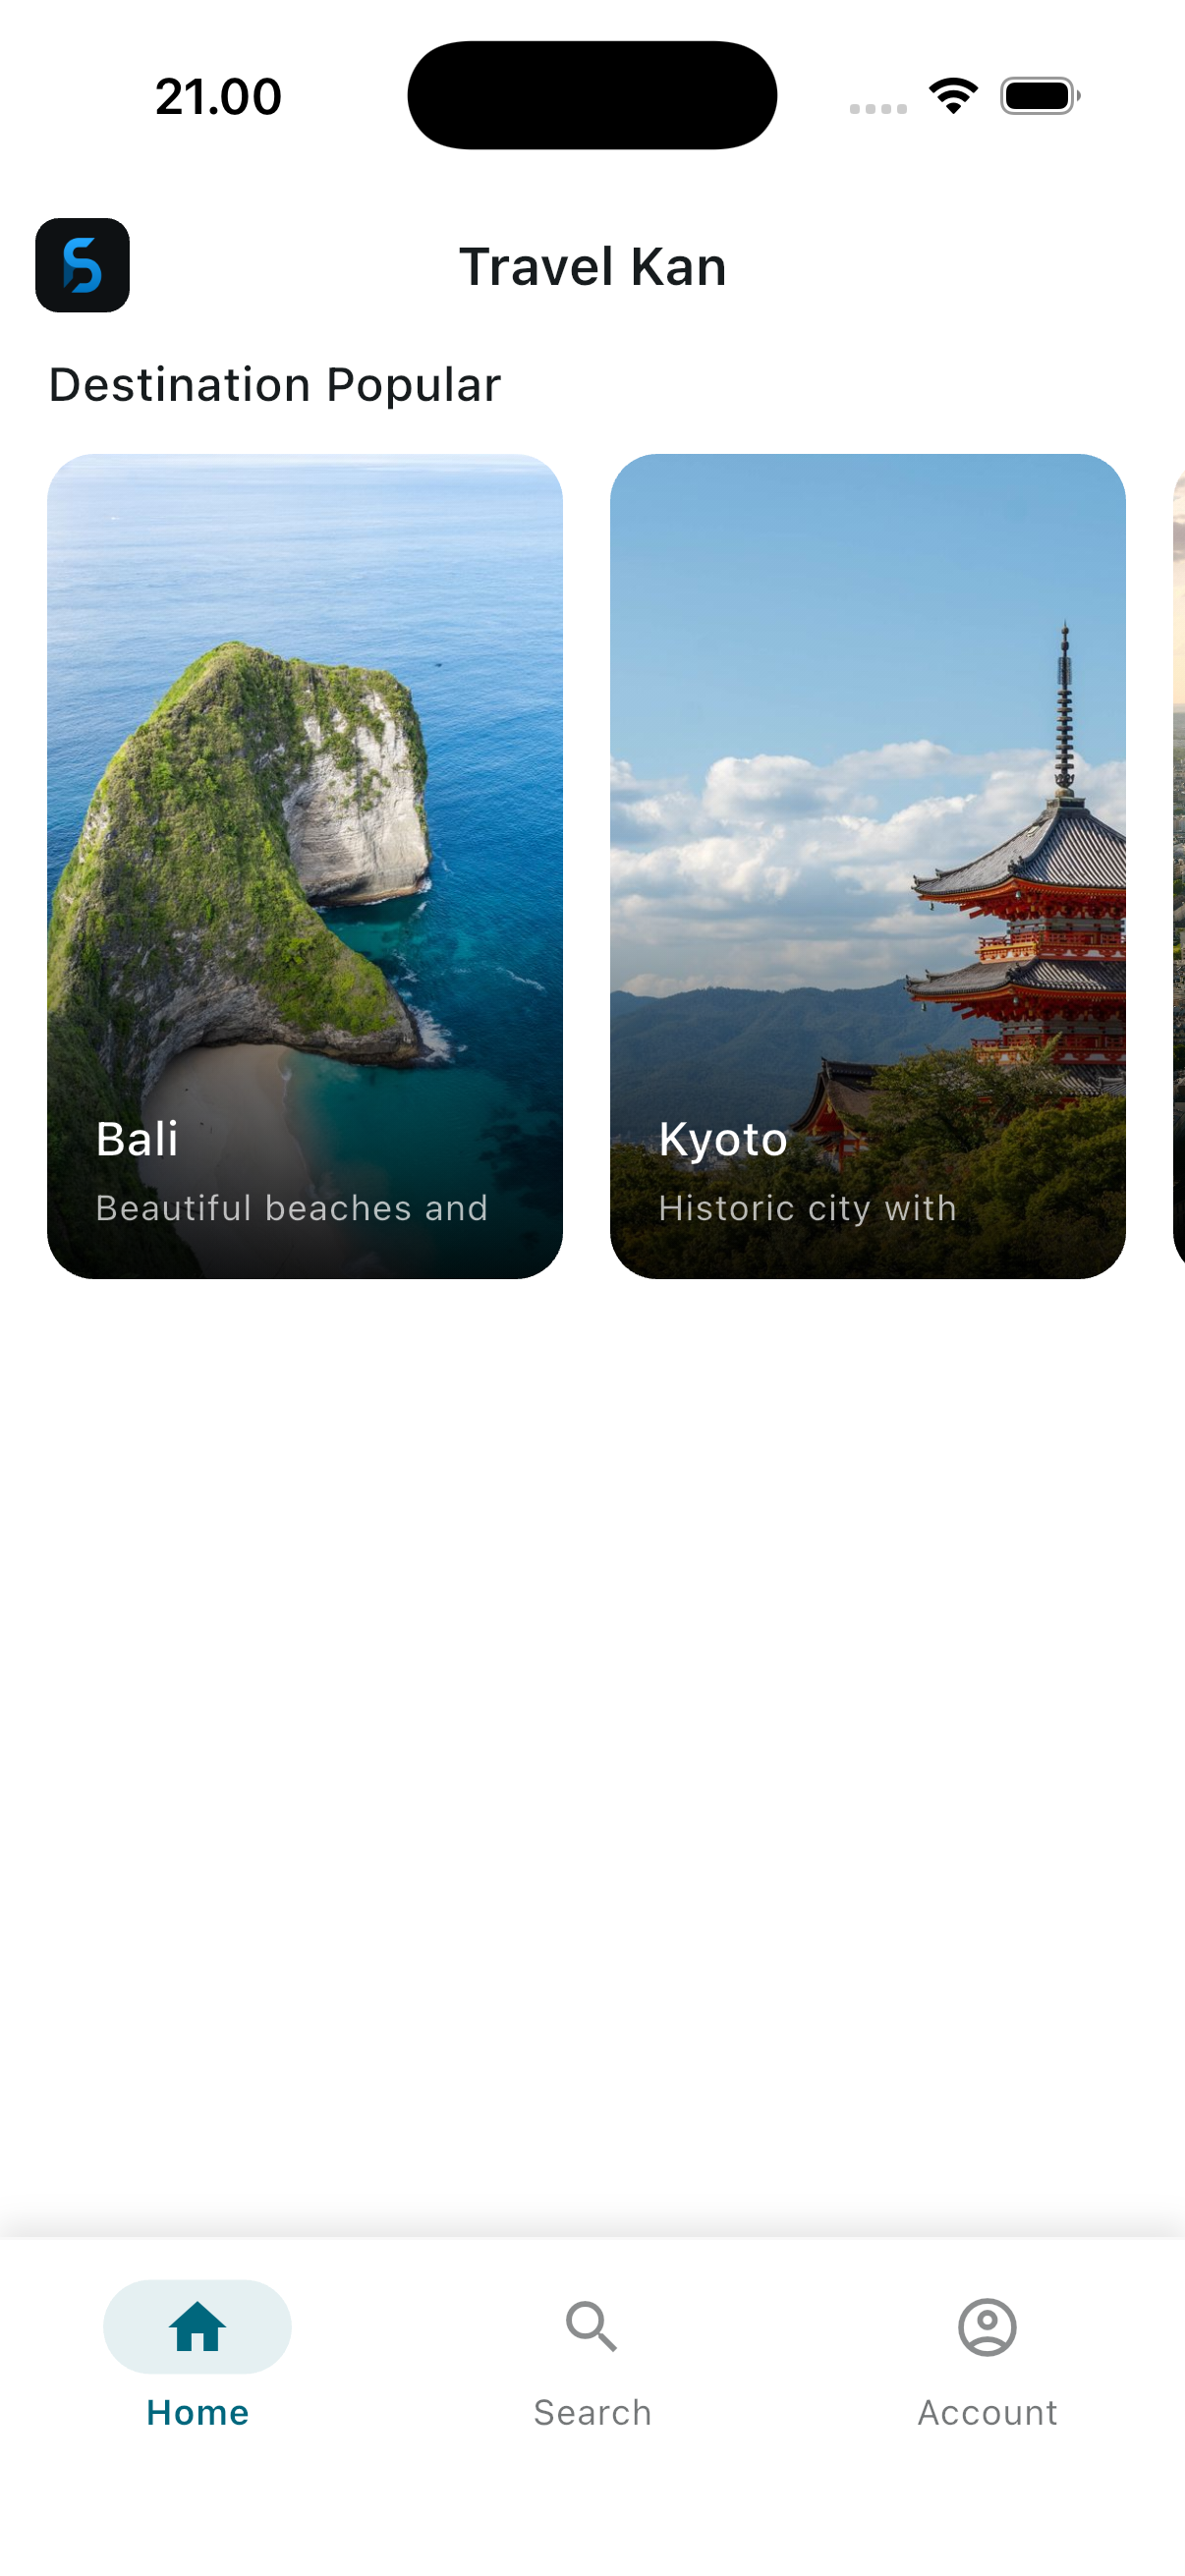 21.00
Travel Kan
Destination Popular
Bali
Beautiful beaches and
Kyoto
Historic city with
Home
Search
Account